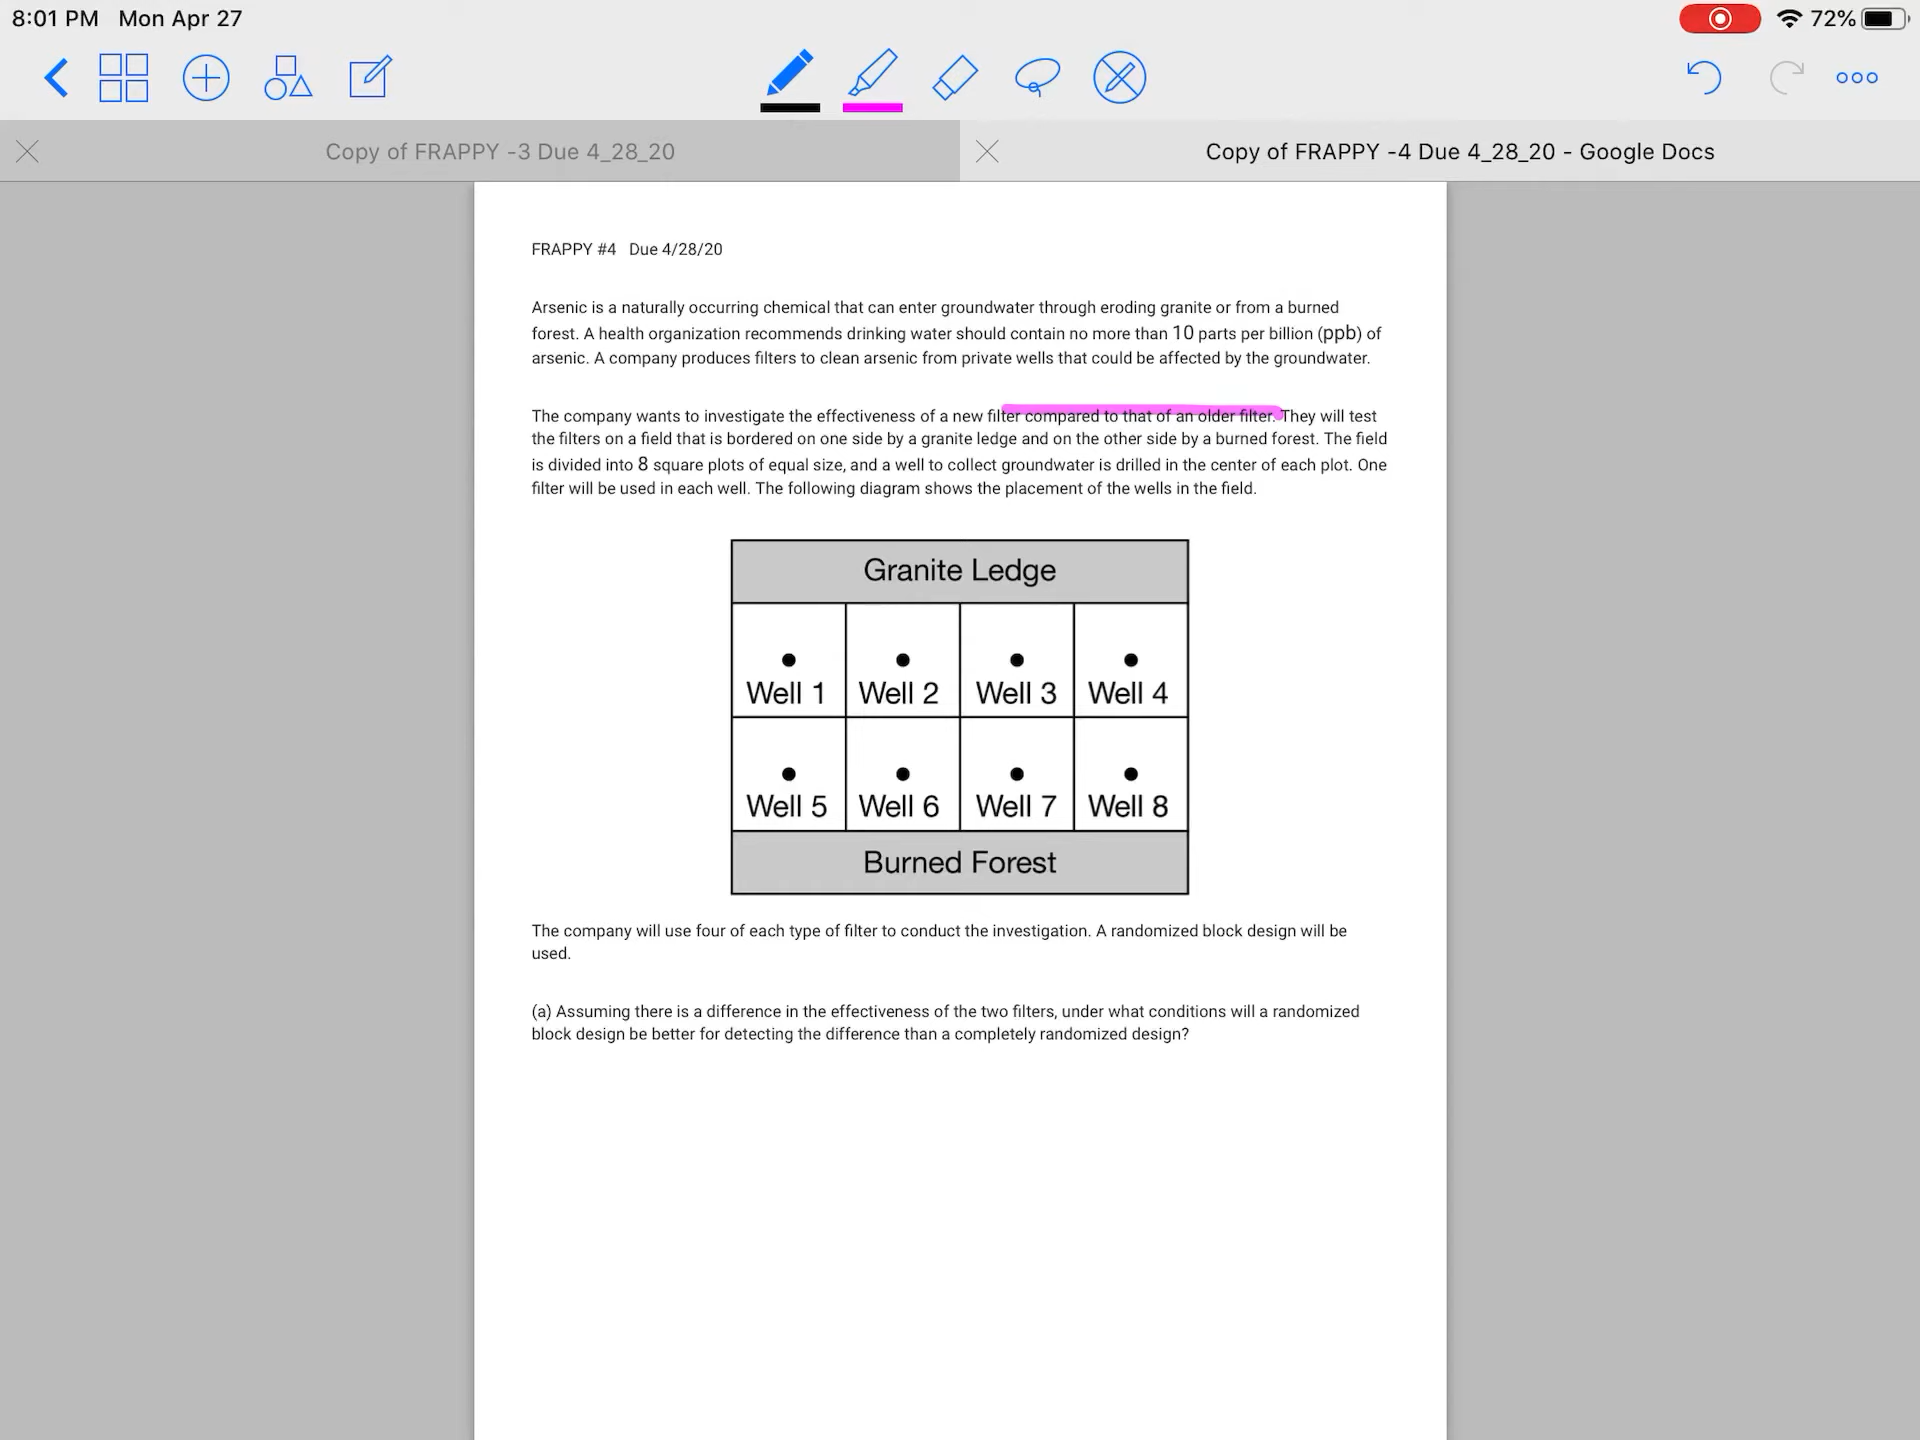 8:01 PM Mon Apr 27
72%
Copy of FRAPPY -3 Due 4_28_20
Copy of FRAPPY -4 Due 4_28_20 - Google Docs
FRAPPY #4 Due 4/28/20
Arsenic is a naturally occurring chemical that can enter groundwater through eroding granite or from a burned
forest. A health organization recommends drinking water should contain no more than 10 parts per billion (ppb) of
arsenic. A company produces filters to clean arsenic from private wells that could be affected by the groundwater.
The company wants to investigate the effectiveness of a new filter compared to that of an older filter. They will test
the filters on a field that is bordered on one side by a granite ledge and on the other side by a burned forest. The field
is divided into 8 square plots of equal size, and a well to collect groundwater is drilled in the center of each plot. One
filter will be used in each well. The following diagram shows the placement of the wells in the field.
Granite Ledge
Well 1 Well 2 Well 3 Well 4
Well 5 Well 6 Well 7 Well 8
Burned Forest
The company will use four of each type of filter to conduct the investigation. A randomized block design will be
used.
(a) Assuming there is a difference in the effectiveness of the two filters, under what conditions will a randomized
block design be better for detecting the difference than a completely randomized design?